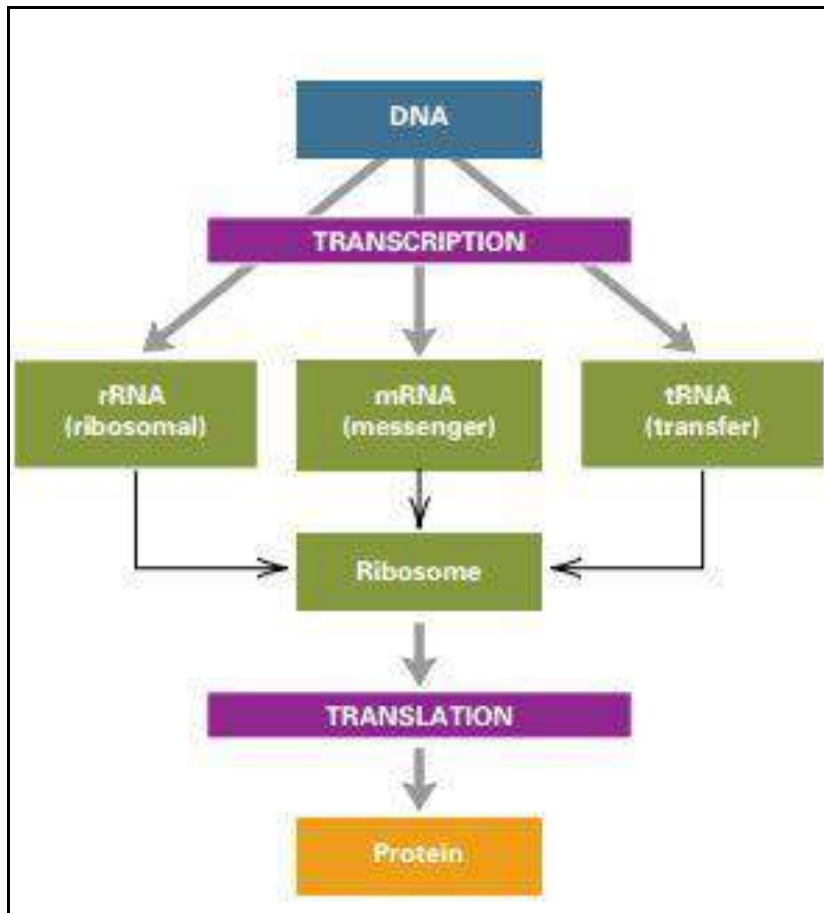 DNA
TRANSCRIPTION
rRNA
(ribosomal)
mRNA
(messenger)
tRNA
(transfer)
Ribosome
TRANSLATION
Protein